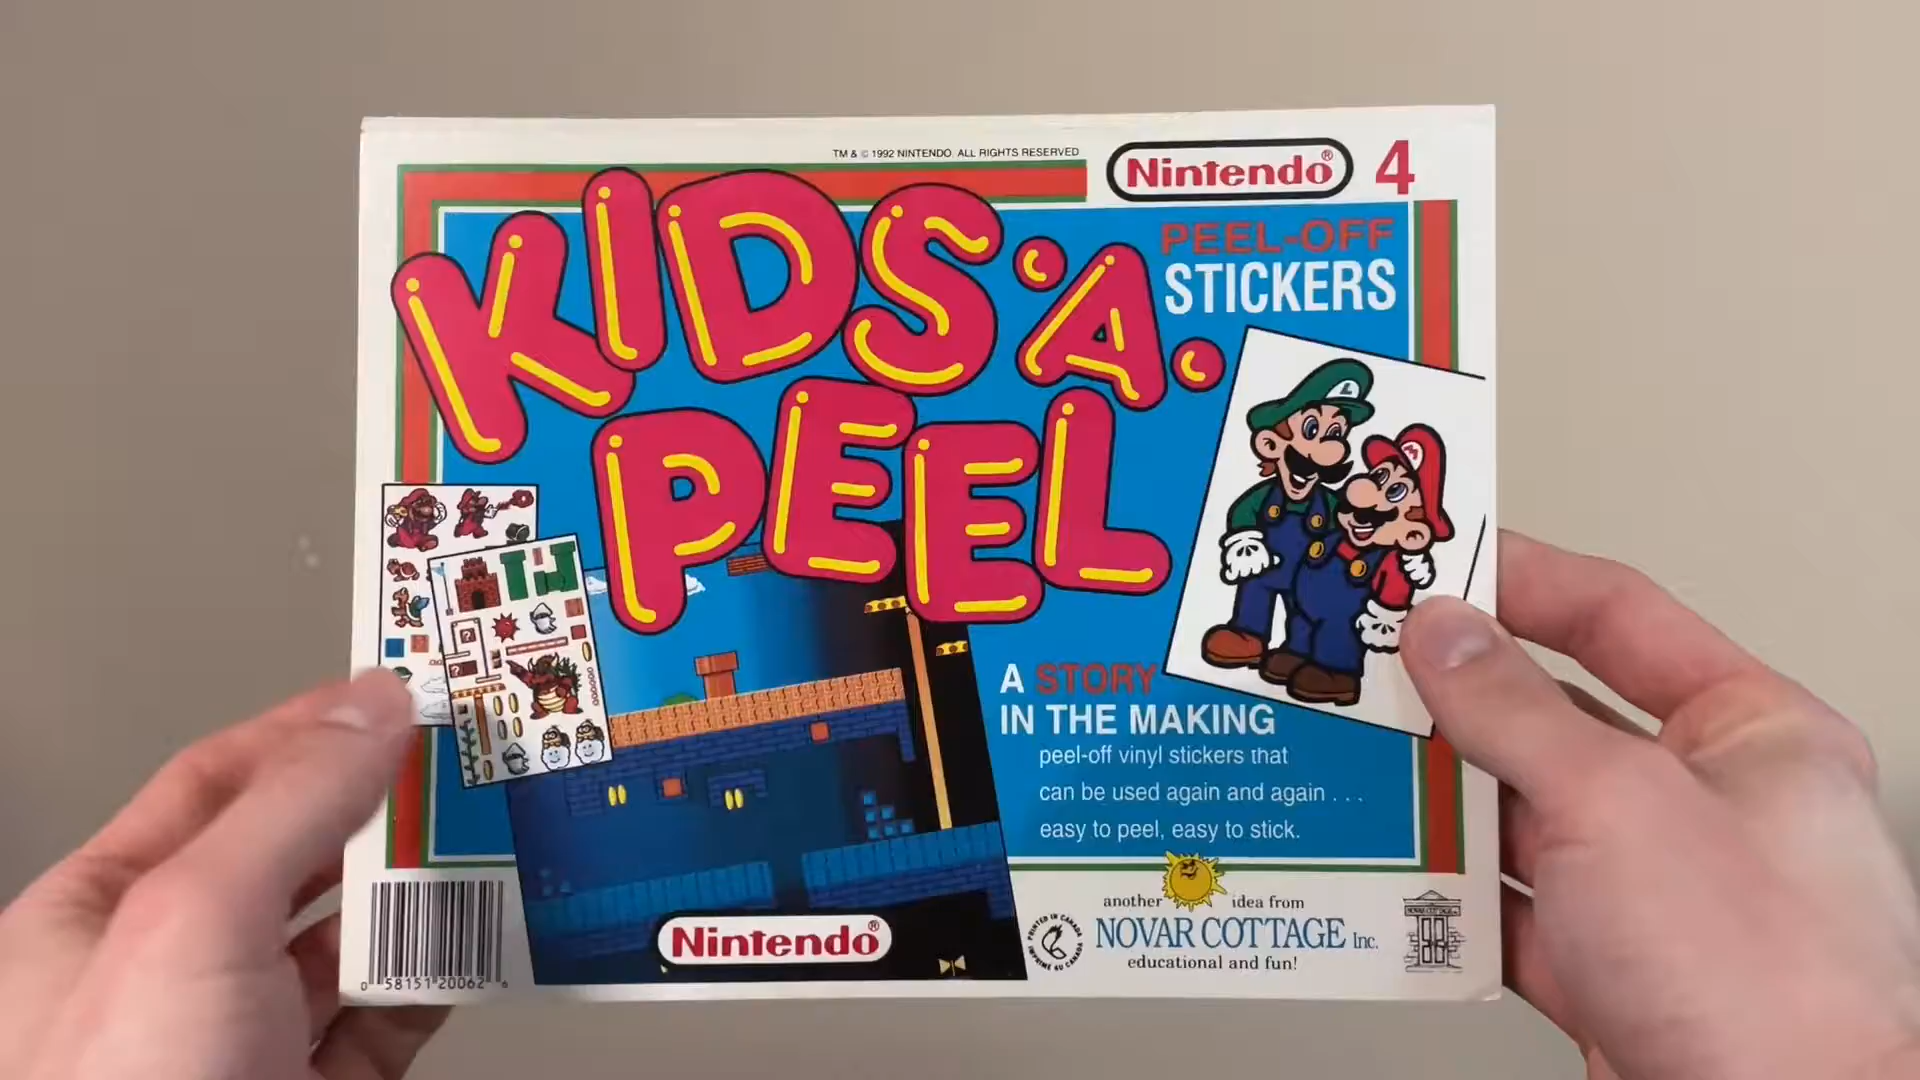 TM & © 1992 NINTENDO. ALL RIGHTS RESERVED
Nintendo® 4
KIDS·A·
PEEL
PEEL-OFF
STICKERS
L
M
A STORY
IN THE MAKING
peel-off vinyl stickers that
can be used again and again . . .
easy to peel, easy to stick.
Nintendo®
another idea from
NOVAR COTTAGE Inc.
educational and fun!
PRINTED IN CANADA
IMPRIMÉ AU CANADA
NOVAR COTTAGE
0 58151 20062 6